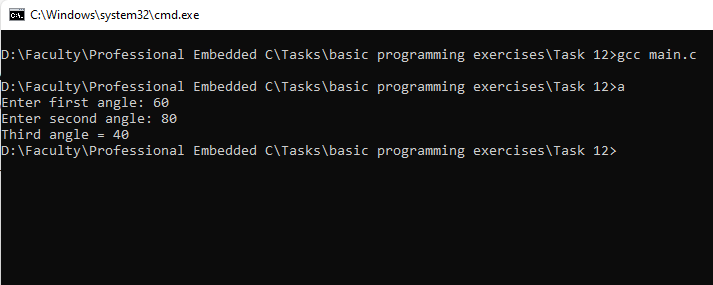 C:\Windows\system32\cmd.exe
D:\Faculty\Professional Embedded C\Tasks\basic programming exercises\Task 12>gcc main.c
D:\Faculty\Professional Embedded C\Tasks\basic programming exercises\Task 12>a
Enter first angle: 60
Enter second angle: 80
Third angle = 40
D:\Faculty\Professional Embedded C\Tasks\basic programming exercises\Task 12>